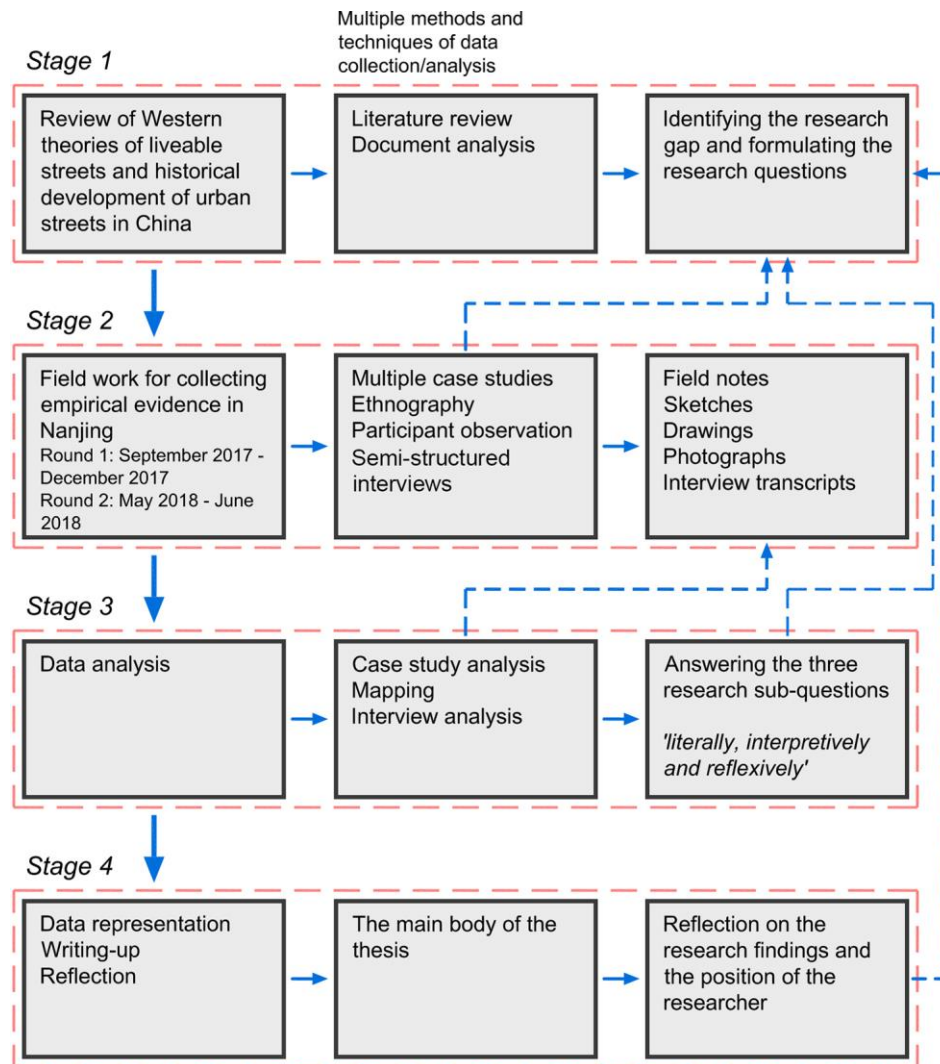 Multiple methods and
techniques of data
collection/analysis
Stage 1
Review of Western
theories of liveable
streets and historical
development of urban
streets in China
Literature review
Document analysis
Identifying the research
gap and formulating the
research questions
Stage 2
Field work for collecting
empirical evidence in
Nanjing
Round 1: September 2017 -
December 2017
Round 2: May 2018 - June
2018
Multiple case studies
Ethnography
Participant observation
Semi-structured
interviews
Field notes
Sketches
Drawings
Photographs
Interview transcripts
Stage 3
Data analysis
Case study analysis
Mapping
Interview analysis
Answering the three
research sub-questions
'literally, interpretively
and reflexively'
Stage 4
Data representation
Writing-up
Reflection
The main body of the
thesis
Reflection on the
research findings and
the position of the
researcher